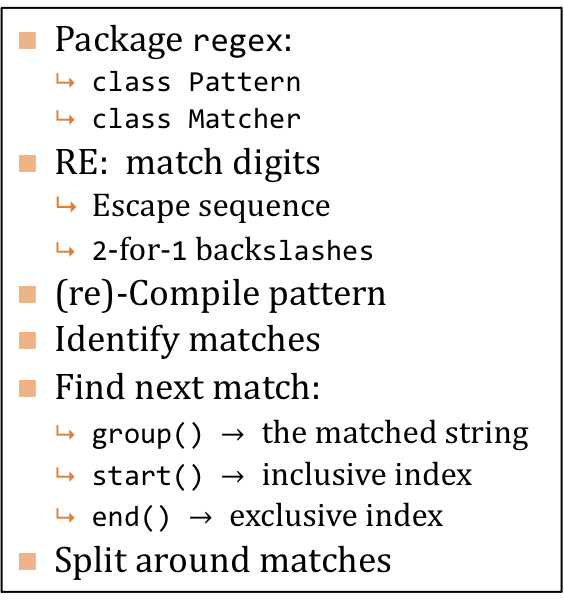 ■ Package regex:
↳ class Pattern
↳ class Matcher
■ RE: match digits
↳ Escape sequence
↳ 2-for-1 backslashes
■ (re)-Compile pattern
■ Identify matches
■ Find next match:
↳ group() → the matched string
↳ start() → inclusive index
↳ end() → exclusive index
■ Split around matches